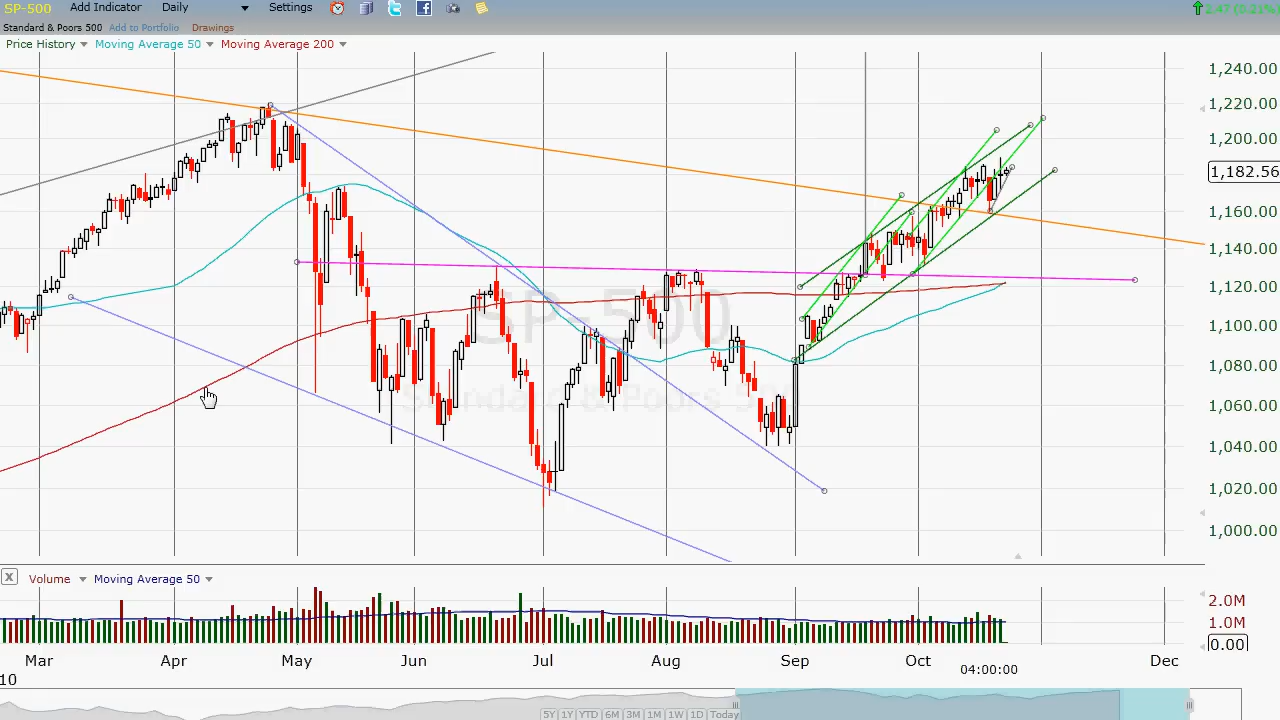 SP-500 Add Indicator Daily Settings 2.47 (0.21%)
Standard & Poors 500 Add to Portfolio Drawings
Price History Moving Average 50 Moving Average 200
1,240.00
1,220.00
1,200.00
1,182.56
1,160.00
1,140.00
1,120.00
1,100.00
1,080.00
1,060.00
1,040.00
1,020.00
1,000.00
SP-500
Standard & Poors 500
X Volume Moving Average 50
2.0M
1.0M
0.00
Mar Apr May Jun Jul Aug Sep Oct 04:00:00 Dec
10
5Y 1Y YTD 6M 3M 1M 1W 1D Today